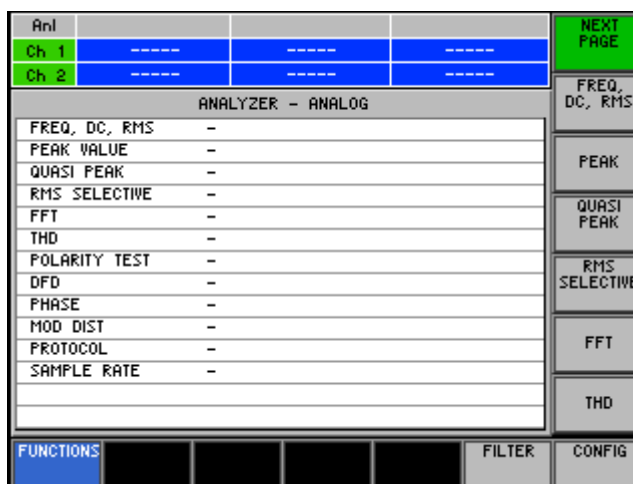 Anl
Ch 1 ----- ----- -----
Ch 2 ----- ----- -----
ANALYZER - ANALOG
FREQ, DC, RMS -
PEAK VALUE -
QUASI PEAK -
RMS SELECTIVE -
FFT -
THD -
POLARITY TEST -
DFD -
PHASE -
MOD DIST -
PROTOCOL -
SAMPLE RATE -
NEXT
PAGE
FREQ,
DC, RMS
PEAK
QUASI
PEAK
RMS
SELECTIVE
FFT
THD
FUNCTIONS
FILTER
CONFIG